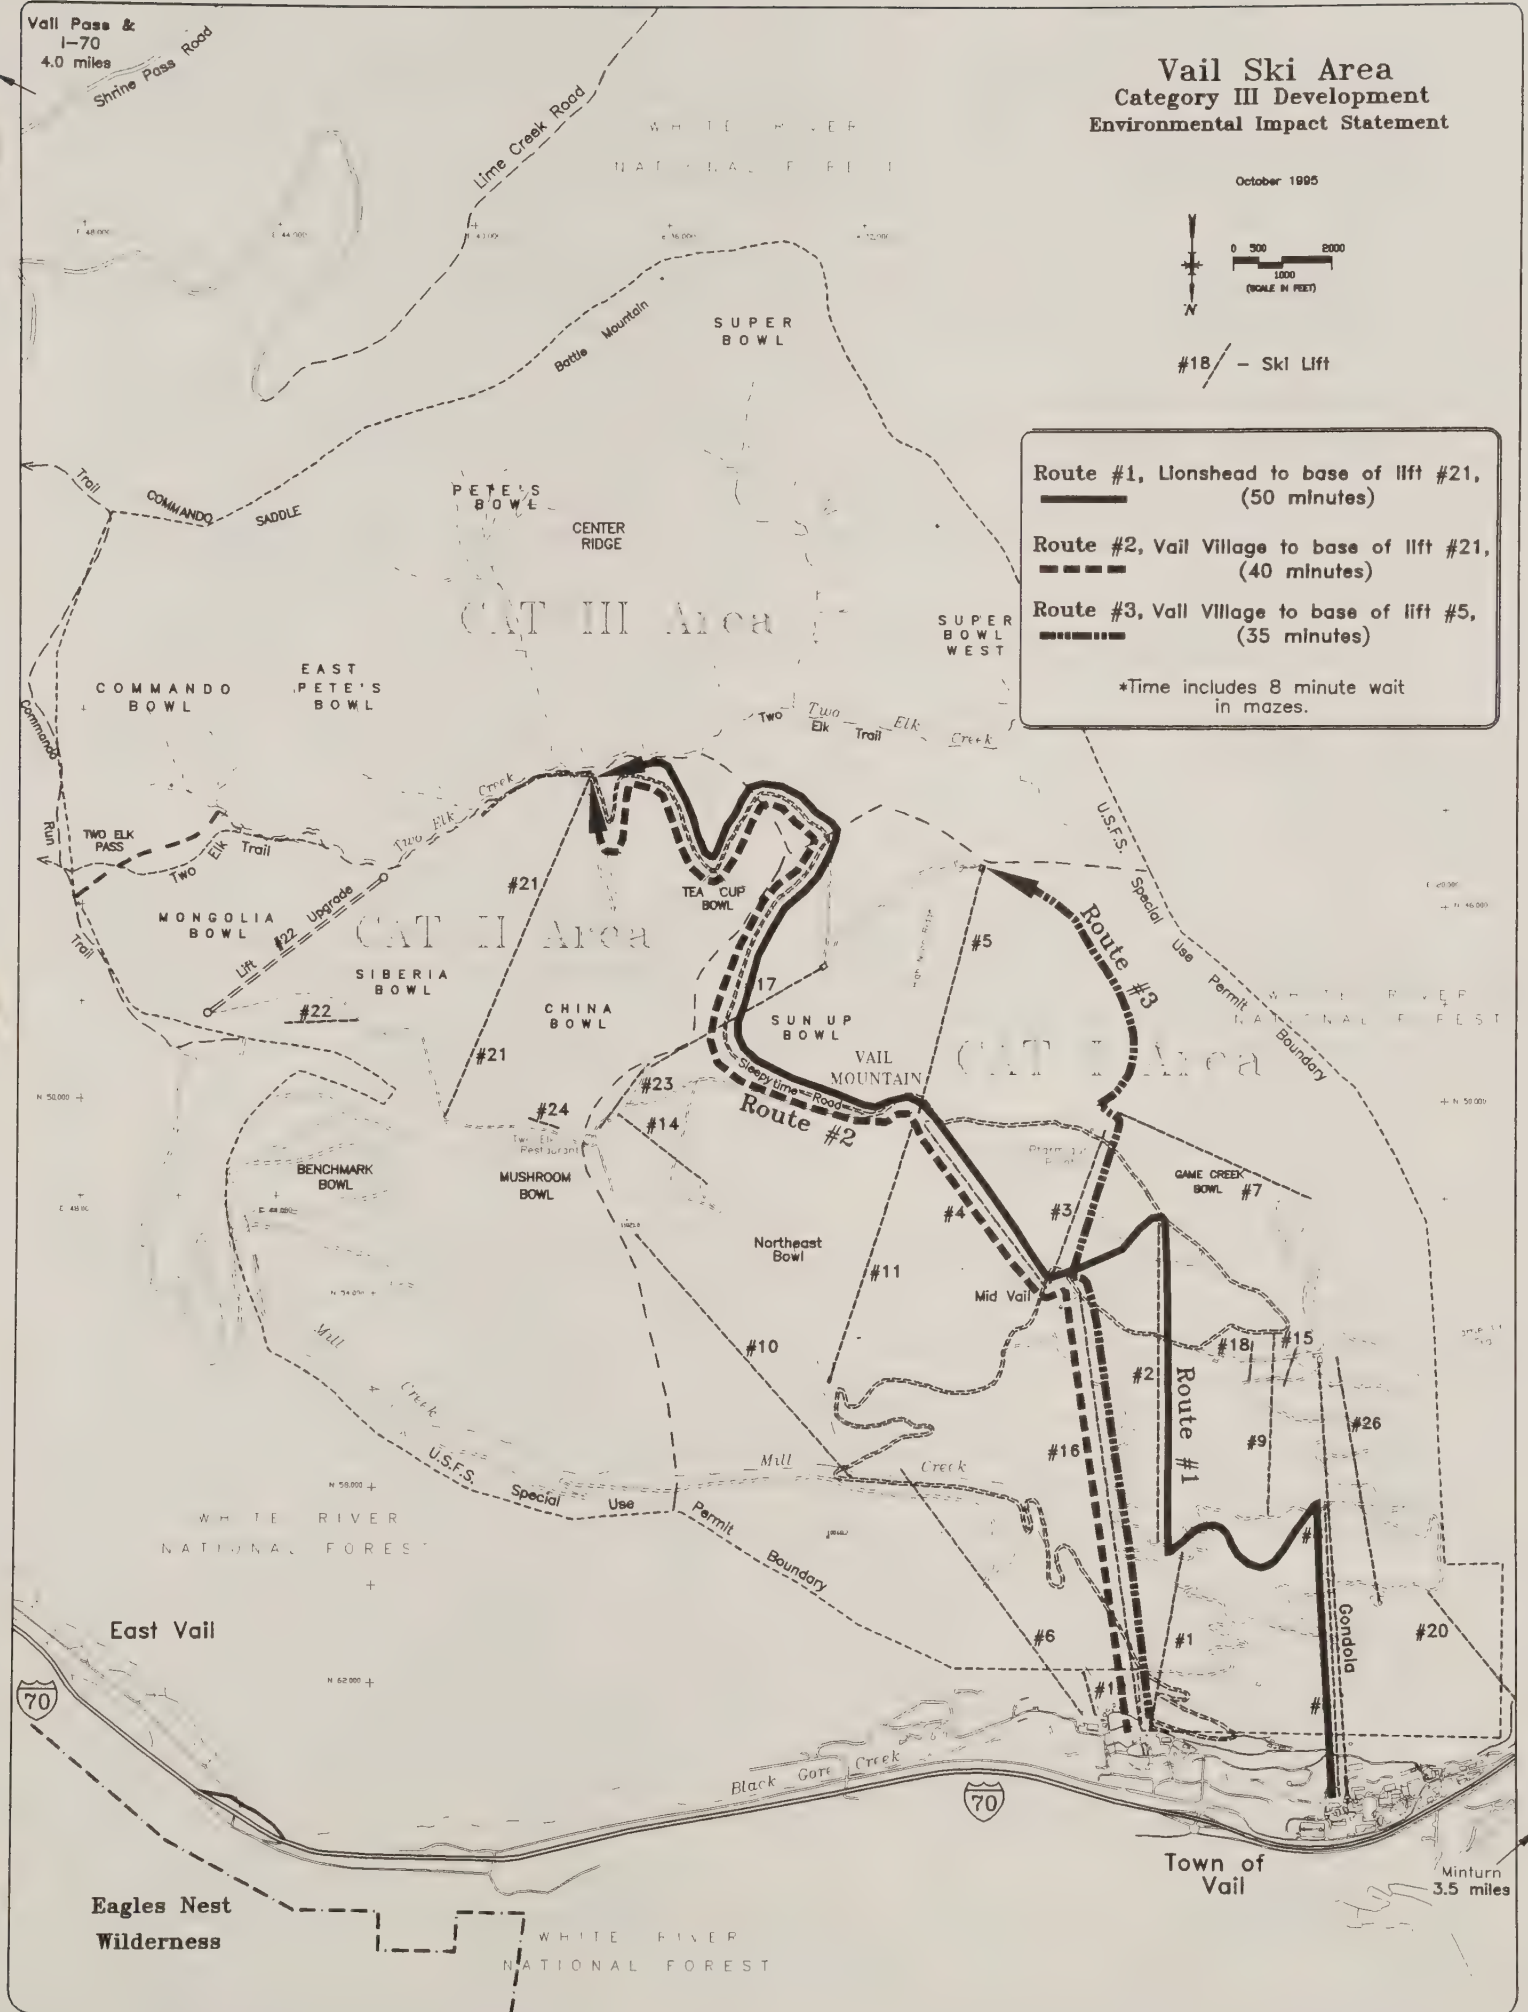 Vail Pass &
I-70
4.0 miles
Shrine Pass Road
Lime Creek Road
Vail Ski Area
Category III Development
Environmental Impact Statement
October 1995
0 500 2000
1000
(SCALE IN FEET)
N
#18 - Ski Lift
Route #1, Lionshead to base of lift #21,
(50 minutes)
Route #2, Vail Village to base of lift #21,
(40 minutes)
Route #3, Vail Village to base of lift #5,
(35 minutes)
*Time includes 8 minute wait
in mazes.
Battle Mountain
SUPER
BOWL
Trail
COMMANDO SADDLE
PETE'S
BOWL
CENTER
RIDGE
CAT III Area
SUPER
BOWL
WEST
COMMANDO
BOWL
EAST
PETE'S
BOWL
Commando
Run
Trail
Two Elk Creek
Two Elk Trail
TWO ELK
PASS
Two Elk Trail
Two Elk Creek
U.S.F.S. Special Use Permit Boundary
TEA CUP
BOWL
#21
MONGOLIA
BOWL
Lift #22 Upgrade
CAT II Area
SIBERIA
BOWL
#22
CHINA
BOWL
#21
17
SUN UP
BOWL
#5
Route #3
WHITE RIVER
VAIL
MOUNTAIN
CAT I Area
Sleepytime Road
Route #2
N 50.000
#23
#24
#14
Restaurant
BENCHMARK
BOWL
MUSHROOM
BOWL
GAME CREEK
BOWL
#7
#4
#3
Northeast
Bowl
#11
Mid Vail
#10
#18
#15
#2
Route #1
#26
#9
#16
Mill Creek
Mill Creek
U.S.F.S. Special Use Permit Boundary
WHITE RIVER
East Vail
N 62.000
#6
#1
#1
Gondola
#20
70
Black Gore Creek
70
Town of
Vail
Minturn
3.5 miles
Eagles Nest
Wilderness
WHITE RIVER
NATIONAL FOREST